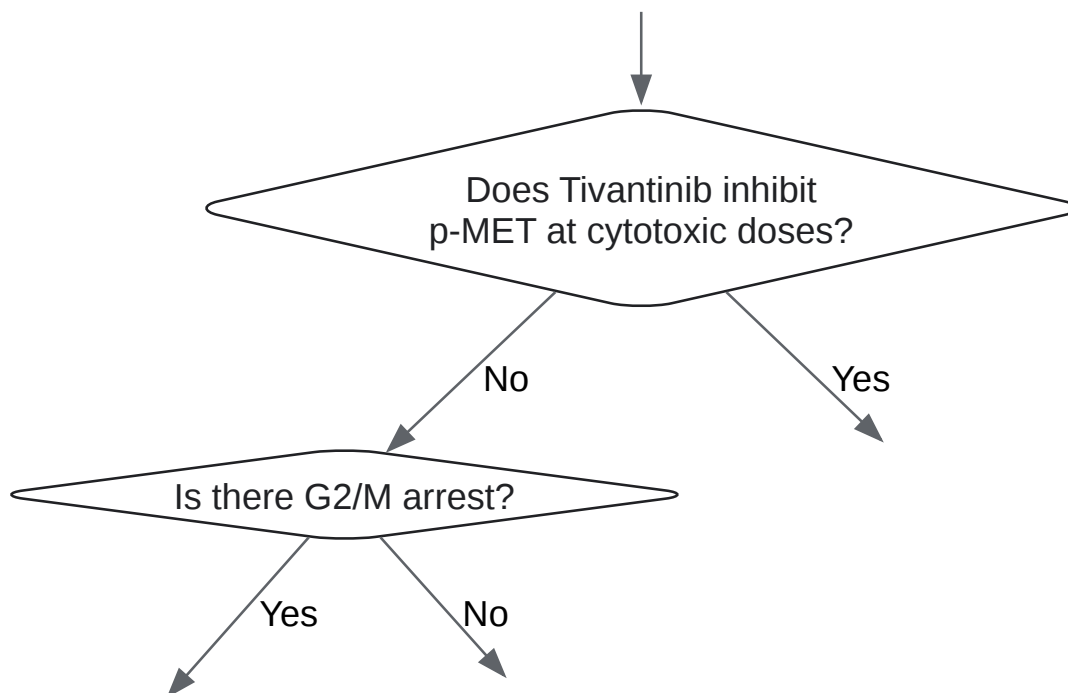 Does Tivantinib inhibit
p-MET at cytotoxic doses?
No
Yes
Is there G2/M arrest?
Yes
No